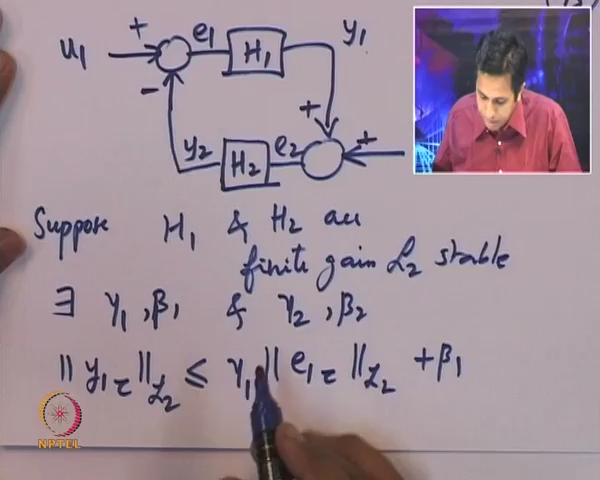 u₁ + e₁ H₁ y₁
− +
y₂ H₂ e₂ +
Suppose H₁ & H₂ are
finite gain ℒ₂ stable
∃ γ₁, β₁ & γ₂, β₂
‖y₁τ‖ℒ₂ ≤ γ₁‖e₁τ‖ℒ₂ + β₁
NPTEL